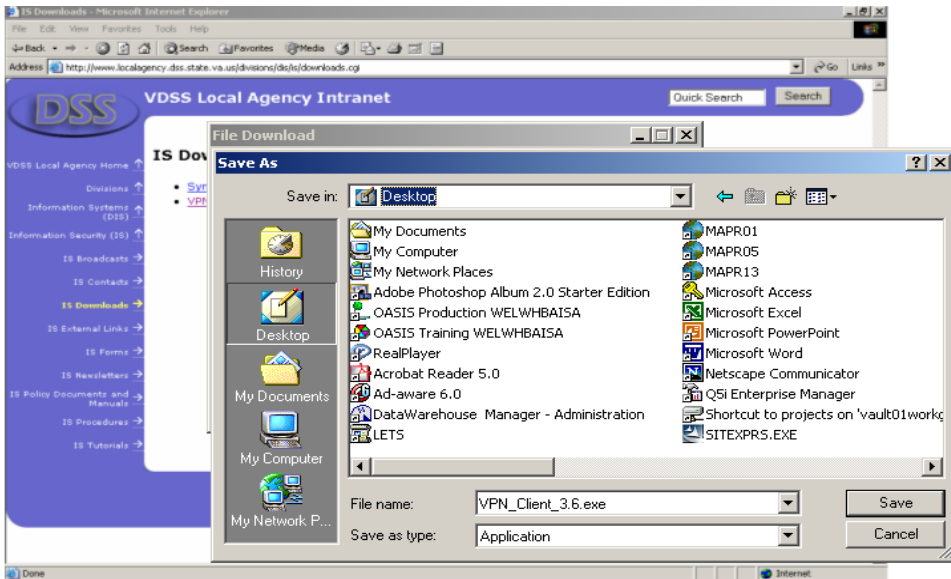 IS Downloads - Microsoft Internet Explorer
File Edit View Favorites Tools Help
Back Search Favorites Media
Address http://www.localagency.dss.state.va.us/divisions/dis/is/downloads.cgi Go Links »
DSS
VDSS Local Agency Intranet
Quick Search Search
VDSS Local Agency Home
Divisions
Information Systems (DIS)
Information Security (IS)
IS Broadcasts
IS Contacts
IS Downloads
IS External Links
IS Forms
IS Newsletters
IS Policy Documents and Manuals
IS Procedures
IS Tutorials
IS Dow
Syn
VPN
File Download
Save As
Save in: Desktop
History
Desktop
My Documents
My Computer
My Network P...
My Documents
My Computer
My Network Places
Adobe Photoshop Album 2.0 Starter Edition
OASIS Production WELWHBAISA
OASIS Training WELWHBAISA
RealPlayer
Acrobat Reader 5.0
Ad-aware 6.0
DataWarehouse Manager - Administration
LETS
MAPR01
MAPR05
MAPR13
Microsoft Access
Microsoft Excel
Microsoft PowerPoint
Microsoft Word
Netscape Communicator
Q5i Enterprise Manager
Shortcut to projects on 'vault01workg
SITEXPRS.EXE
File name: VPN_Client_3.6.exe Save
Save as type: Application Cancel
Done Internet